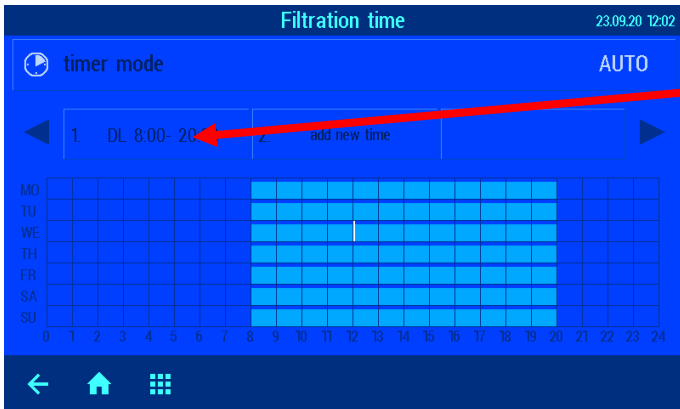 Filtration time
23.09.20 12:02
timer mode
AUTO
1. DI.. 8:00- 20
2. add new time
MO
TU
WE
TH
FR
SA
SU
0 1 2 3 4 5 6 7 8 9 10 11 12 13 14 15 16 17 18 19 20 21 22 23 24